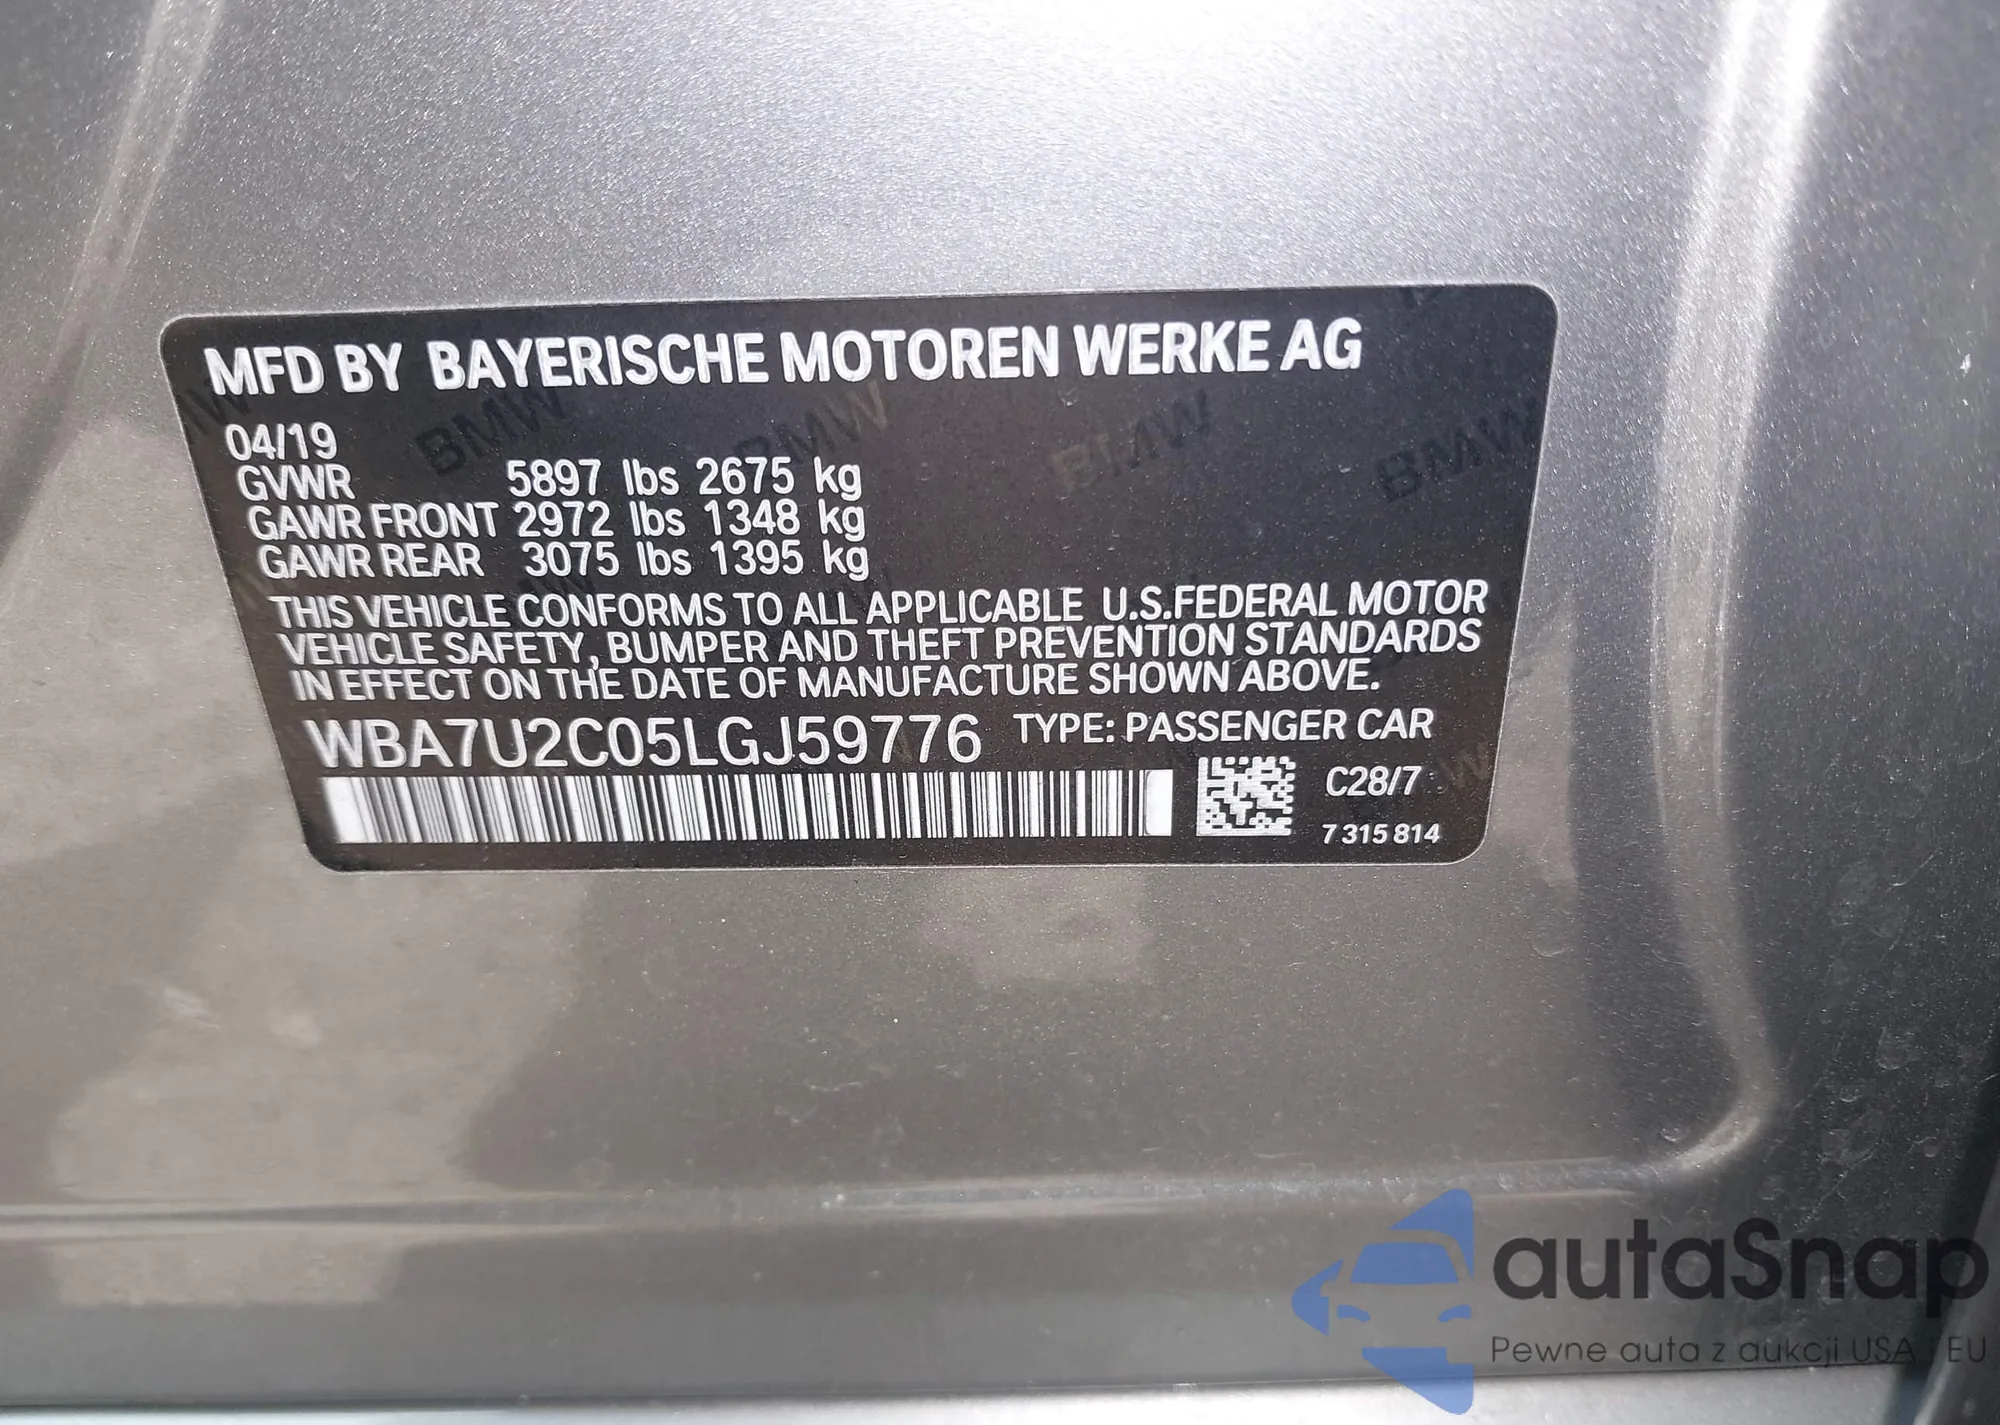 MFD BY BAYERISCHE MOTOREN WERKE AG
04/19
GVWR 5897 lbs 2675 kg
GAWR FRONT 2972 lbs 1348 kg
GAWR REAR 3075 lbs 1395 kg
THIS VEHICLE CONFORMS TO ALL APPLICABLE U.S.FEDERAL MOTOR
VEHICLE SAFETY, BUMPER AND THEFT PREVENTION STANDARDS
IN EFFECT ON THE DATE OF MANUFACTURE SHOWN ABOVE.
WBA7U2C05LGJ59776 TYPE: PASSENGER CAR
C28/7
7 315 814
autoSnap
Pewne auta z aukcji USA i EU